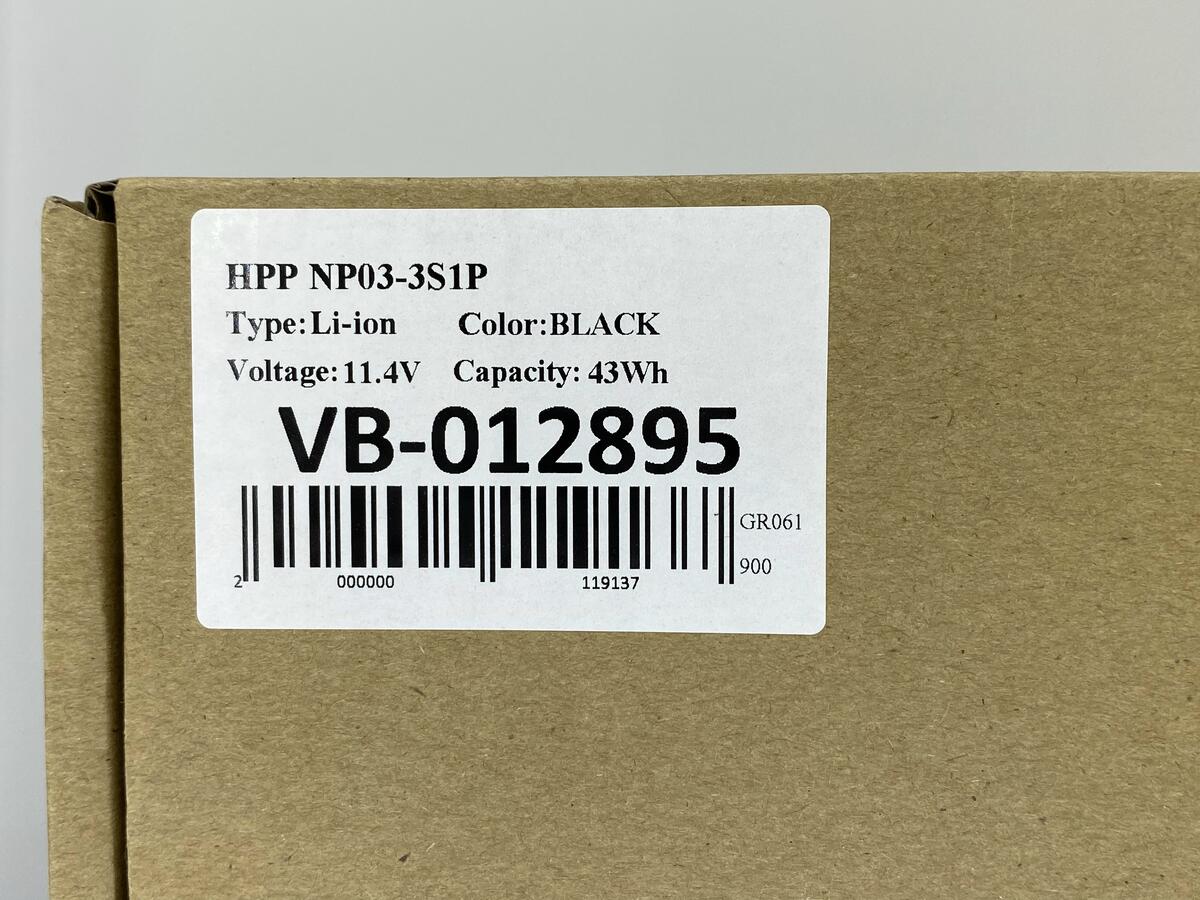 HPP NP03-3S1P
Type:Li-ion Color:BLACK
Voltage:11.4V Capacity: 43Wh
VB-012895
GR061
900
2 000000 119137